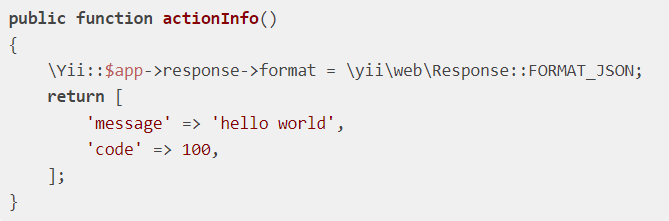 public function actionInfo()
{
    \Yii::$app->response->format = \yii\web\Response::FORMAT_JSON;
    return [
        'message' => 'hello world',
        'code' => 100,
    ];
}